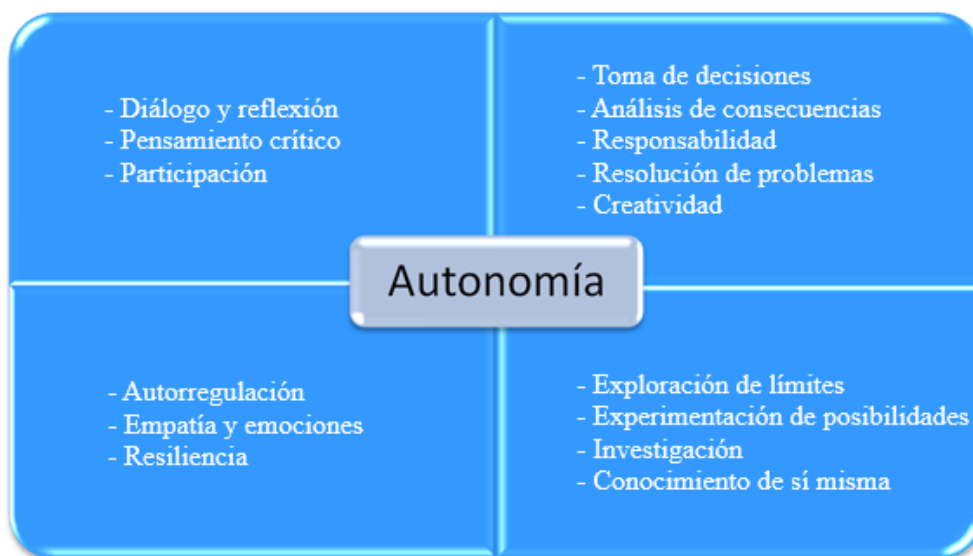 - Diálogo y reflexión
- Pensamiento crítico
- Participación
- Toma de decisiones
- Análisis de consecuencias
- Responsabilidad
- Resolución de problemas
- Creatividad
Autonomía
- Autorregulación
- Empatía y emociones
- Resiliencia
- Exploración de límites
- Experimentación de posibilidades
- Investigación
- Conocimiento de sí misma